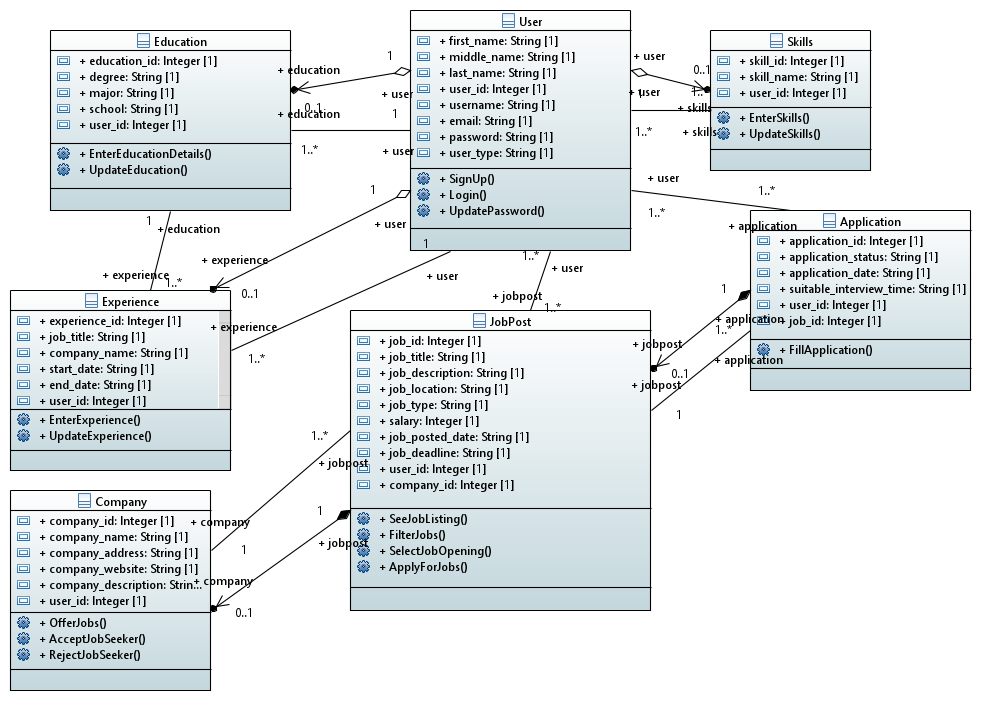 Education
+ education_id: Integer [1]
+ degree: String [1]
+ major: String [1]
+ school: String [1]
+ user_id: Integer [1]
+ EnterEducationDetails()
+ UpdateEducation()
User
+ first_name: String [1]
+ middle_name: String [1]
+ last_name: String [1]
+ user_id: Integer [1]
+ username: String [1]
+ email: String [1]
+ password: String [1]
+ user_type: String [1]
+ SignUp()
+ Login()
+ UpdatePassword()
Skills
+ skill_id: Integer [1]
+ skill_name: String [1]
+ user_id: Integer [1]
+ EnterSkills()
+ UpdateSkills()
1
+ education
0..1
+ user
+ education
1
1..*
+ user
+ user
0..1
+ user
1
1..*
+ skills
1..*
+ skills
1
+ user
+ education
1
+ experience
1..*
+ experience
0..1
+ user
1..*
1..*
+ application
1
+ user
+ experience
1..*
1..*
+ user
+ jobpost
1..*
Application
+ application_id: Integer [1]
+ application_status: String [1]
+ application_date: String [1]
+ suitable_interview_time: String [1]
+ user_id: Integer [1]
+ job_id: Integer [1]
+ FillApplication()
1
+ application
1..*
+ jobpost
+ application
0..1
+ jobpost
1
Experience
+ experience_id: Integer [1]
+ job_title: String [1]
+ company_name: String [1]
+ start_date: String [1]
+ end_date: String [1]
+ user_id: Integer [1]
+ EnterExperience()
+ UpdateExperience()
JobPost
+ job_id: Integer [1]
+ job_title: String [1]
+ job_description: String [1]
+ job_location: String [1]
+ job_type: String [1]
+ salary: Integer [1]
+ job_posted_date: String [1]
+ job_deadline: String [1]
+ user_id: Integer [1]
+ company_id: Integer [1]
+ SeeJobListing()
+ FilterJobs()
+ SelectJobOpening()
+ ApplyForJobs()
1..*
+ jobpost
1
+ company
1
+ jobpost
+ company
0..1
Company
+ company_id: Integer [1]
+ company_name: String [1]
+ company_address: String [1]
+ company_website: String [1]
+ company_description: Strin...
+ user_id: Integer [1]
+ OfferJobs()
+ AcceptJobSeeker()
+ RejectJobSeeker()